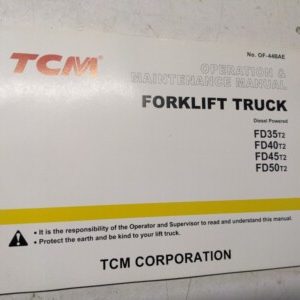 No. OF-446AE
TCM
OPERATION &
MAINTENANCE MANUAL
FORKLIFT TRUCK
Diesel Powered
FD35T2
FD40T2
FD45T2
FD50T2
• It is the responsibility of the Operator and Supervisor to read and understand this manual.
• Protect the earth and be kind to your lift truck.
TCM CORPORATION